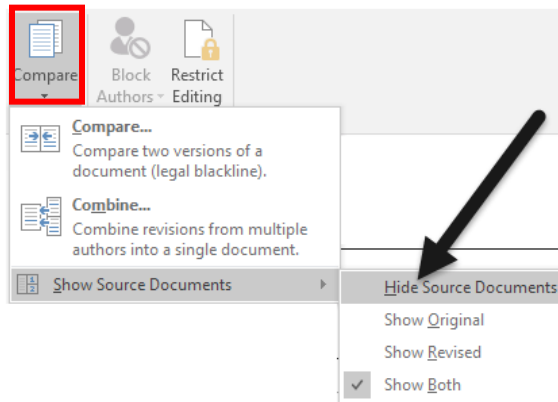 Compare
Block
Authors
Restrict
Editing
Compare...
Compare two versions of a
document (legal blackline).
Combine...
Combine revisions from multiple
authors into a single document.
Show Source Documents
Hide Source Documents
Show Original
Show Revised
Show Both